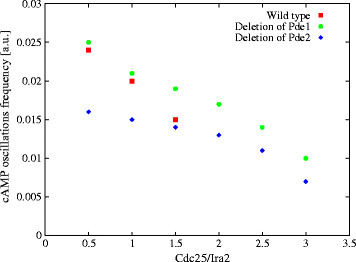 0.03
0.025
0.02
0.015
0.01
0.005
0
0 0.5 1 1.5 2 2.5 3 3.5
cAMP oscillations frequency [a.u.]
Cdc25/Ira2
Wild type
Deletion of Pde1
Deletion of Pde2